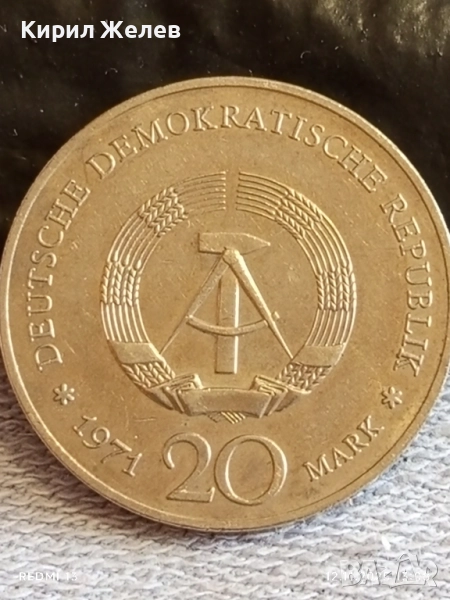 Кирил Желев
DEUTSCHE DEMOKRATISCHE REPUBLIK
* 1971 20 MARK *
REDMI